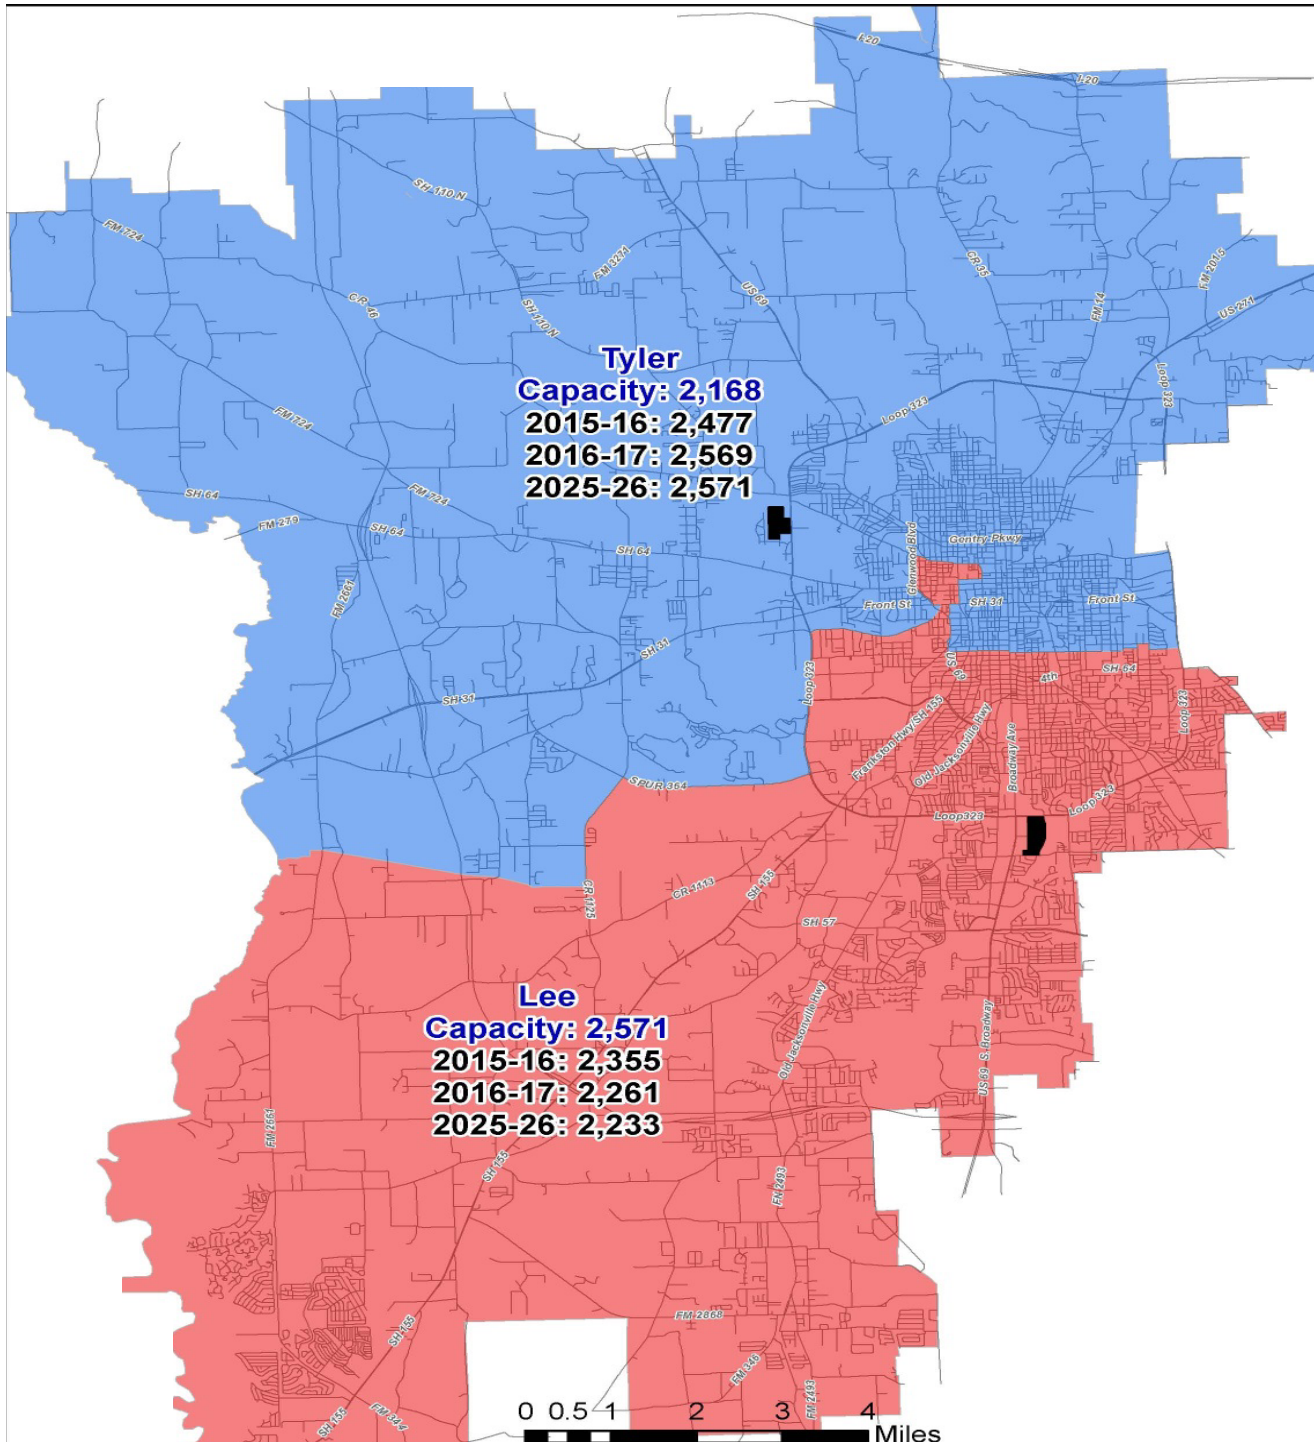 I-20
I-20
SH 110 N
FM 724
FM 3271
CR 35
FM 2015
CR 46
US 69
SH 110 N
FM 14
US 271
Tyler
Capacity: 2,168
2015-16: 2,477
2016-17: 2,569
2025-26: 2,571
Loop 323
Loop 323
FM 724
FM 724
SH 64
FM 279
SH 64
SH 64
Glenwood Blvd
Gentry Pkwy
FM 2661
Front St
SH 31
Front St
SH 31
SH 31
Loop 323
US 69
4th
SH 64
Loop 323
Frankston Hwy/SH 155
Old Jacksonville Hwy
Broadway Ave
SPUR 364
Loop 323
Loop323
CR 1125
CR 1113
SH 155
SH 57
Lee
Capacity: 2,571
2015-16: 2,355
2016-17: 2,261
2025-26: 2,233
Old Jacksonville Hwy
US 69 S. Broadway
FM 2661
SH 155
FM 2493
FM 2868
SH 155
FM 346
FM 2493
FM 344
SH 155
0 0.5 1 2 3 4
Miles